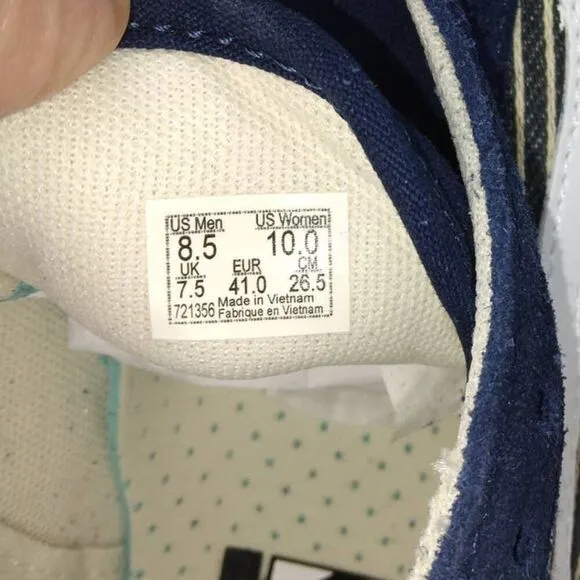 US Men US Women
8.5 10.0
UK EUR CM
7.5 41.0 26.5
721356 Made in Vietnam
Fabrique en Vietnam